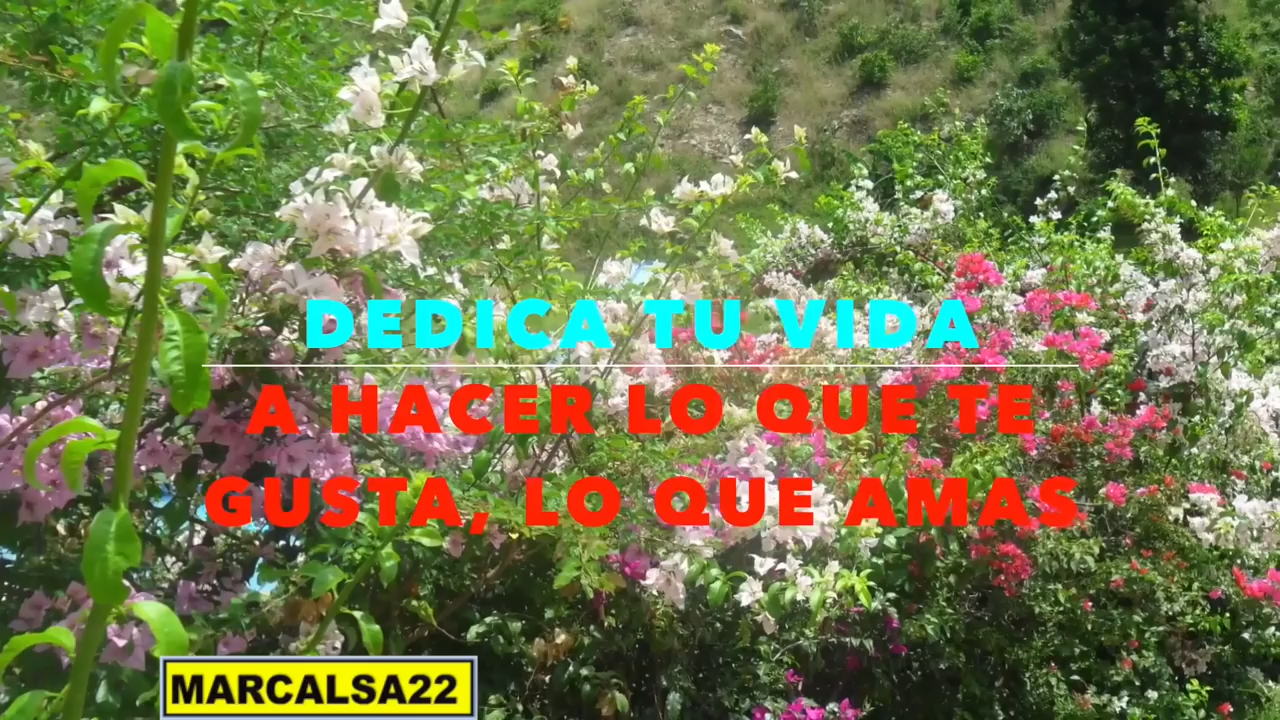 DEDICA TU VIDA
A HACER LO QUE TE
GUSTA, LO QUE AMAS
MARCALSA22